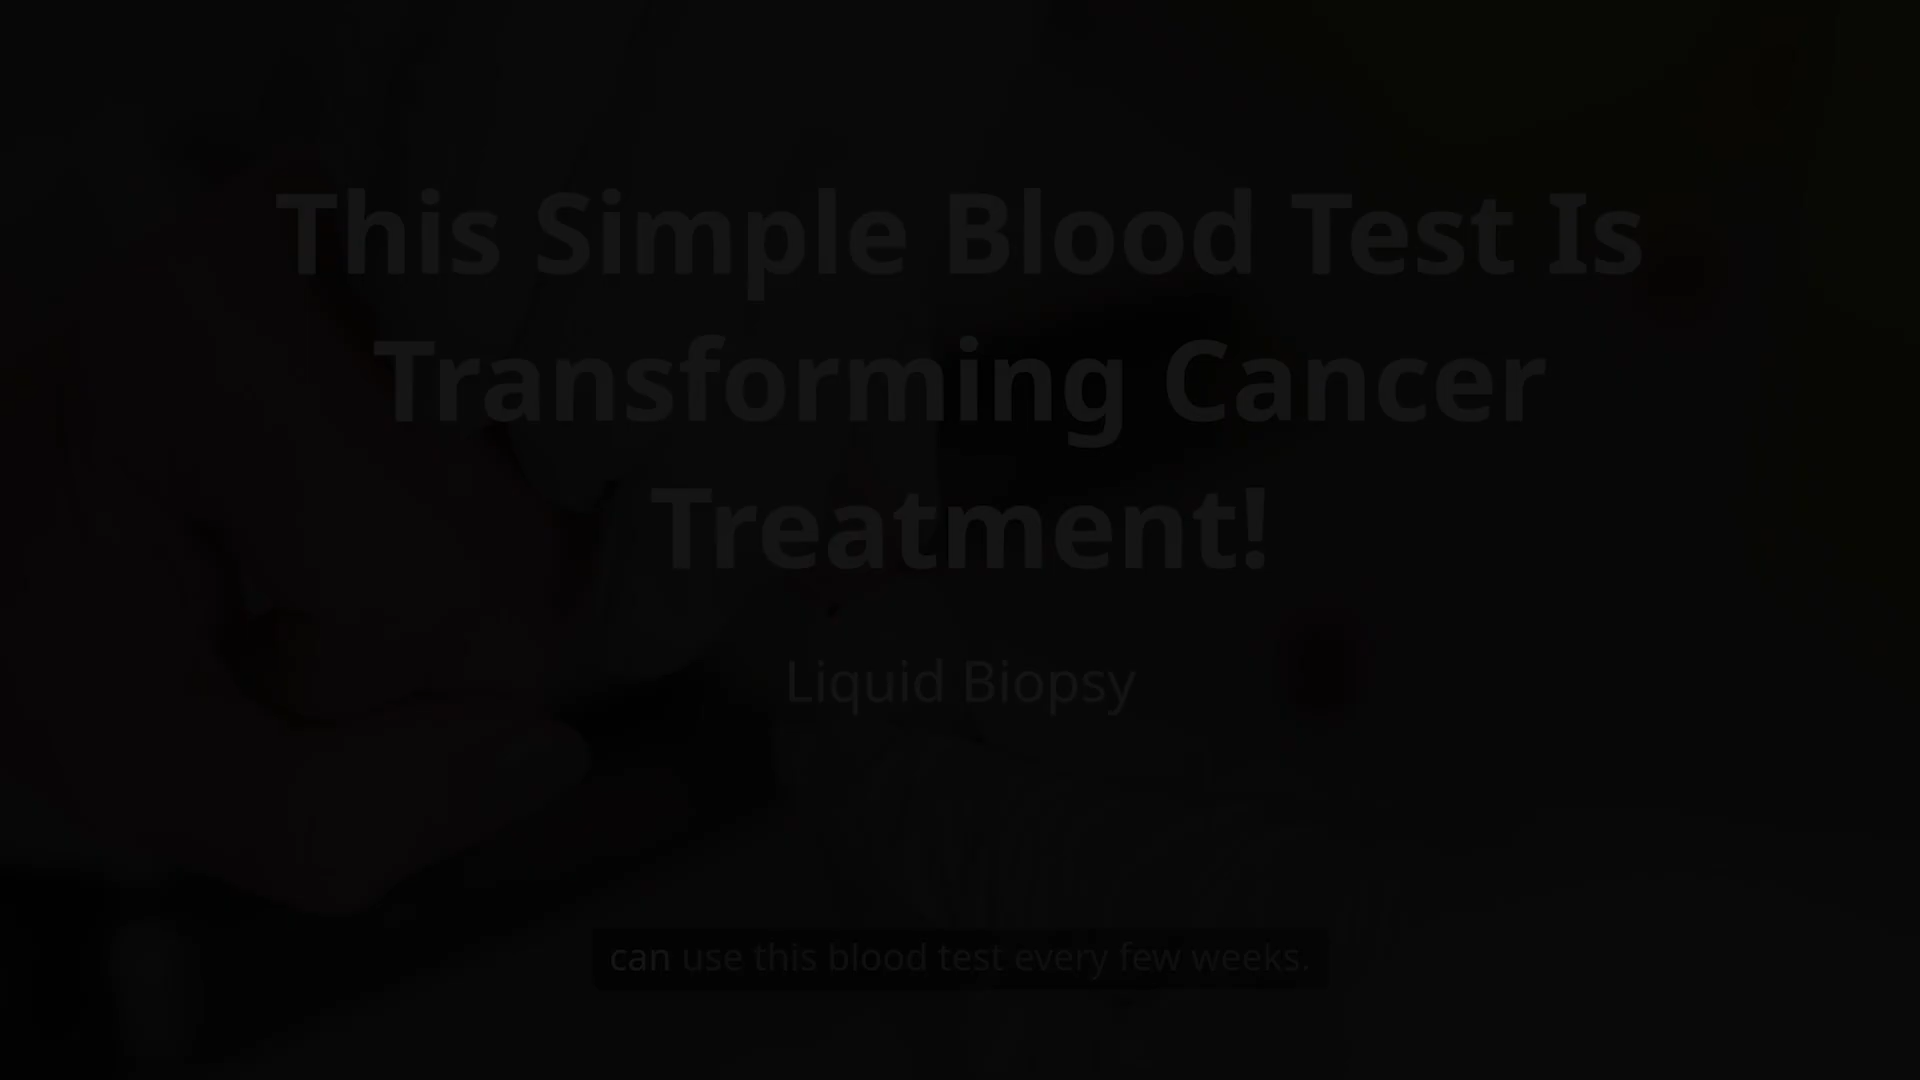 This Simple Blood Test Is
Transforming Cancer
Treatment!
Liquid Biopsy
can use this blood test every few weeks.